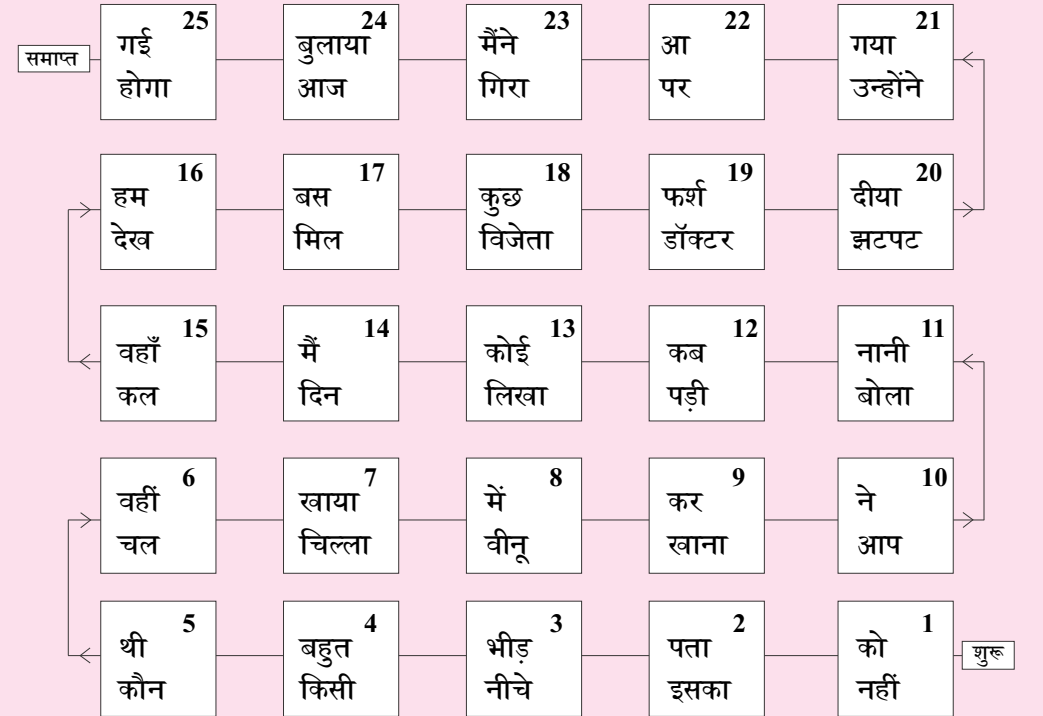 25 24 23 22 21
समाप्त गई बुलाया मैंने आ गया
होगा आज गिरा पर उन्होंने
16 17 18 19 20
हम बस कुछ फर्श दीया
देख मिल विजेता डॉक्टर झटपट
15 14 13 12 11
वहाँ मैं कोई कब नानी
कल दिन लिखा पड़ी बोला
6 7 8 9 10
वहीं खाया में कर ने
चल चिल्ला वीनू खाना आप
5 4 3 2 1
थी बहुत भीड़ पता को शुरू
कौन किसी नीचे इसका नहीं